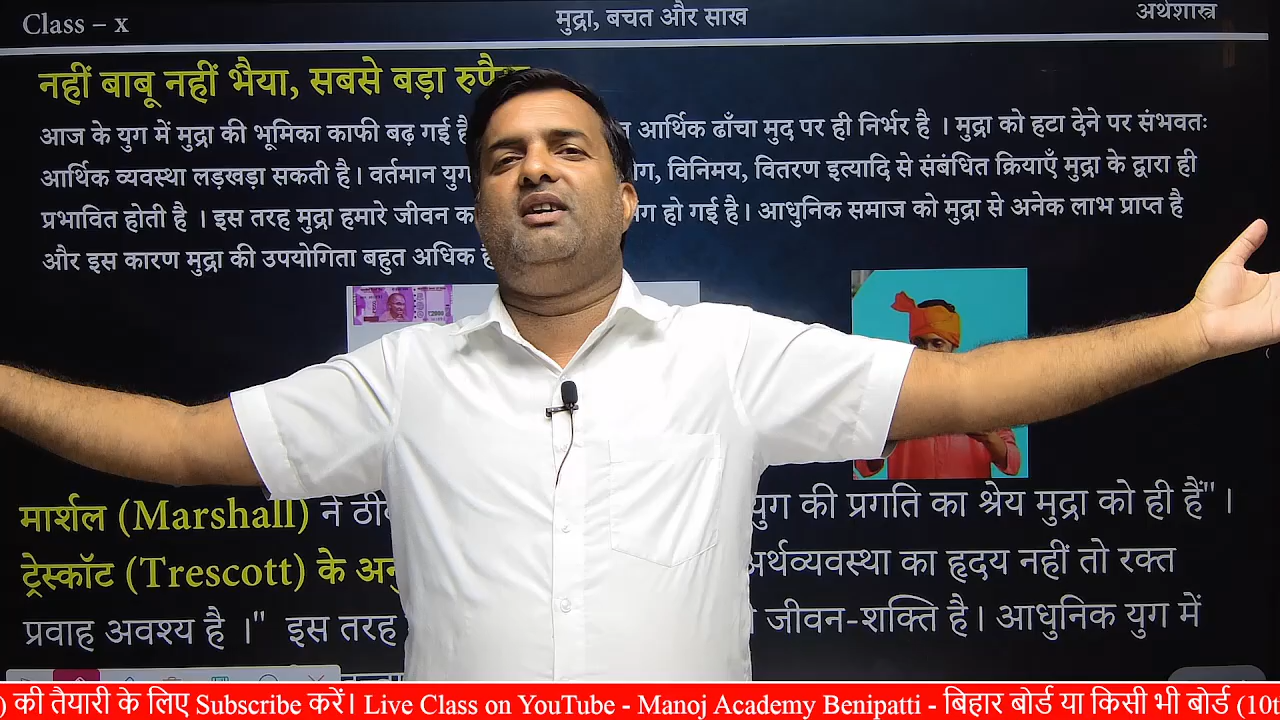 Class – x
मुद्रा, बचत और साख
अर्थशास्त्र
नहीं बाबू नहीं भैया, सबसे बड़ा
आज के युग में मुद्रा की भूमिका काफी बढ़ गई है आर्थिक ढाँचा मुद पर ही निर्भर है । मुद्रा को हटा देने पर संभवतः
आर्थिक व्यवस्था लड़खड़ा सकती है। वर्तमान युग विनिमय, वितरण इत्यादि से संबंधित क्रियाएँ मुद्रा के द्वारा ही
प्रभावित होती है । इस तरह मुद्रा हमारे जीवन हो गई है। आधुनिक समाज को मुद्रा से अनेक लाभ प्राप्त है
और इस कारण मुद्रा की उपयोगिता बहुत अधिक
₹2000
मार्शल (Marshall) ने युग की प्रगति का श्रेय मुद्रा को ही हैं"।
ट्रेस्कॉट (Trescott) के अर्थव्यवस्था का हृदय नहीं तो रक्त
प्रवाह अवश्य है ।" इस तरह जीवन-शक्ति है। आधुनिक युग में
) की तैयारी के लिए Subscribe करें। Live Class on YouTube - Manoj Academy Benipatti - बिहार बोर्ड या किसी भी बोर्ड (10t